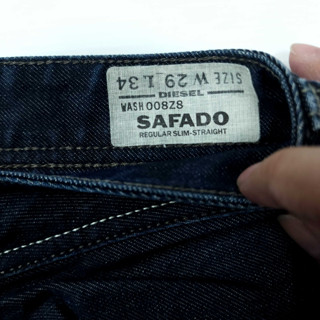 SIZE W 29 L 34
DIESEL
WASH 008Z8
SAFADO
REGULAR SLIM-STRAIGHT